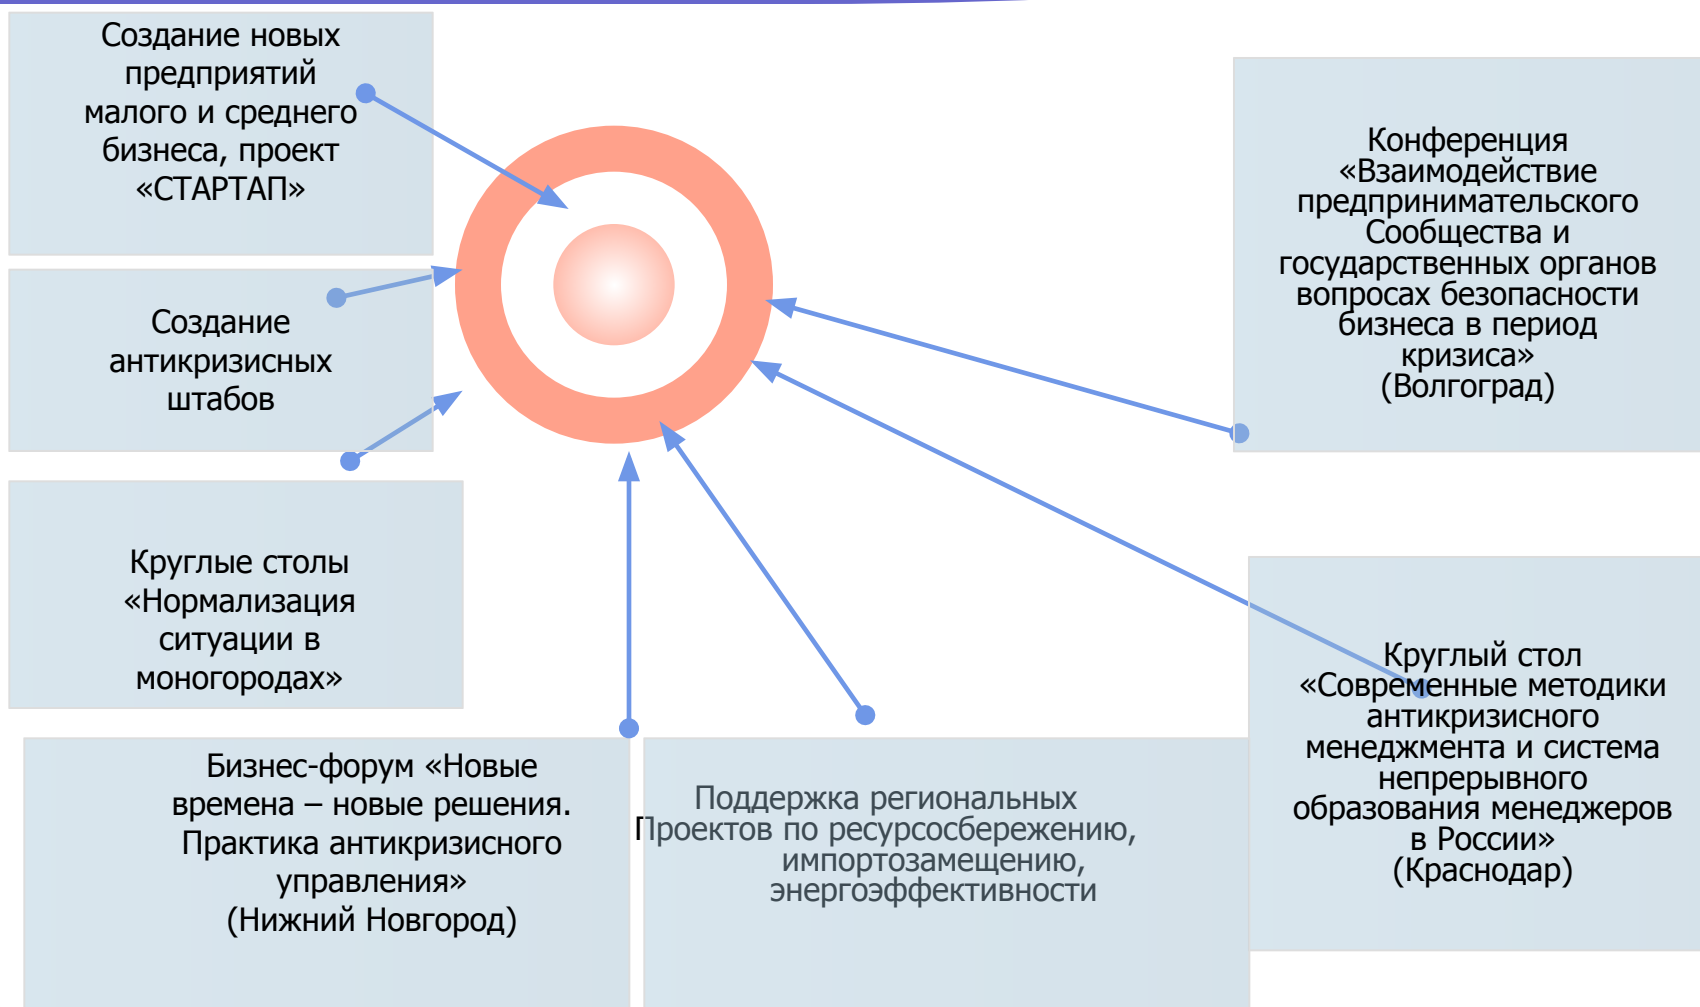 Создание новых
предприятий
малого и среднего
бизнеса, проект
«СТАРТАП»
Создание
антикризисных
штабов
Круглые столы
«Нормализация
ситуации в
моногородах»
Бизнес-форум «Новые
времена – новые решения.
Практика антикризисного
управления»
(Нижний Новгород)
Поддержка региональных
Проектов по ресурсосбережению,
импортозамещению,
энергоэффективности
Конференция
«Взаимодействие
предпринимательского
Сообщества и
государственных органов
вопросах безопасности
бизнеса в период
кризиса»
(Волгоград)
Круглый стол
«Современные методики
антикризисного
менеджмента и система
непрерывного
образования менеджеров
в России»
(Краснодар)